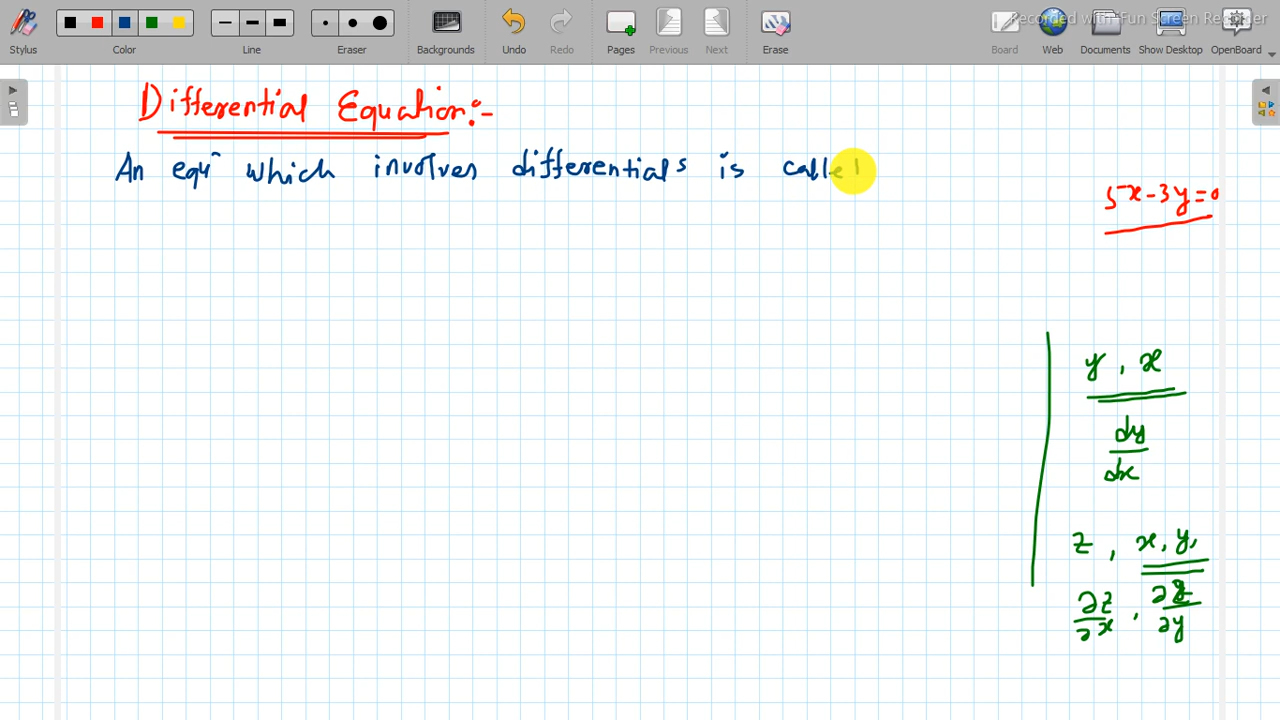 Recorded with Fun Screen Recorder
Stylus Color Line Eraser Backgrounds Undo Redo Pages Previous Next Erase Board Web Documents Show Desktop OpenBoard
Differential Equation:-
An equⁿ which involves differentials is called
5x-3y=0
y, x
dy
dx
z, x, y,
∂z/∂x, ∂z/∂y